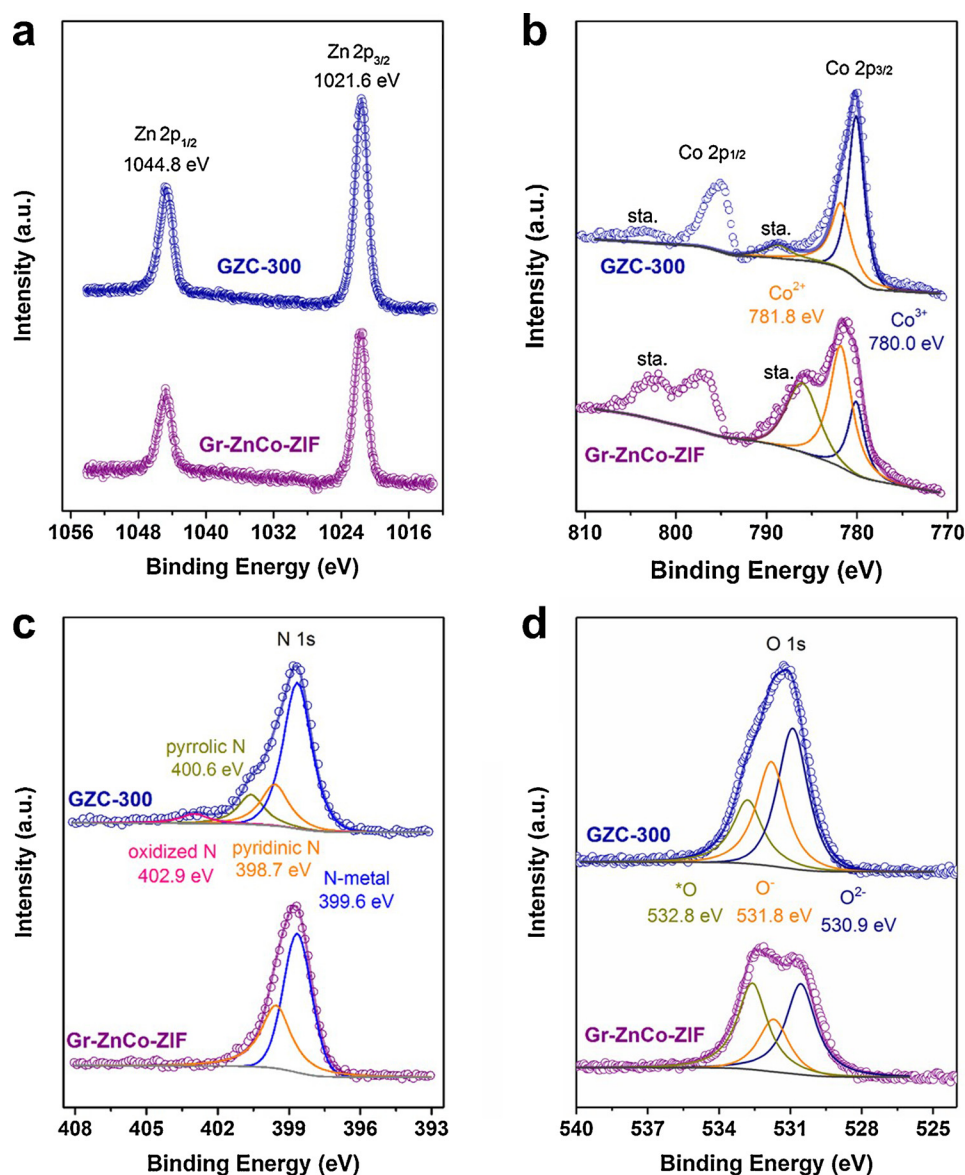 a
Zn 2p3/2
1021.6 eV
Zn 2p1/2
1044.8 eV
GZC-300
Gr-ZnCo-ZIF
Intensity (a.u.)
1056 1048 1040 1032 1024 1016
Binding Energy (eV)
b
Co 2p3/2
Co 2p1/2
sta.
sta.
GZC-300
Co2+
781.8 eV
Co3+
780.0 eV
sta.
sta.
Gr-ZnCo-ZIF
Intensity (a.u.)
810 800 790 780 770
Binding Energy (eV)
c
N 1s
pyrrolic N
400.6 eV
GZC-300
oxidized N
402.9 eV
pyridinic N
398.7 eV
N-metal
399.6 eV
Gr-ZnCo-ZIF
Intensity (a.u.)
408 405 402 399 396 393
Binding Energy (eV)
d
O 1s
GZC-300
*O
532.8 eV
O-
531.8 eV
O2-
530.9 eV
Gr-ZnCo-ZIF
Intensity (a.u.)
540 537 534 531 528 525
Binding Energy (eV)